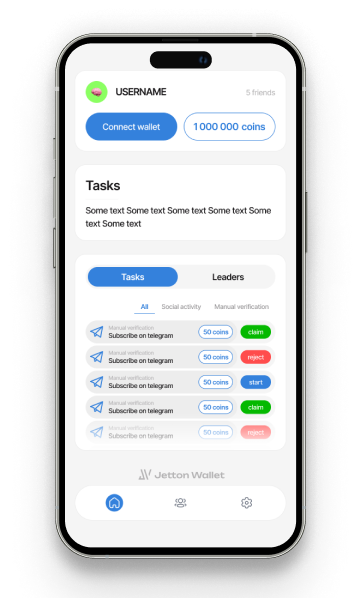 USERNAME
5 friends
Connect wallet
1 000 000 coins
Tasks
Some text Some text Some text Some text Some
text Some text
Tasks
Leaders
All
Social activity
Manual verification
Manual verification
Subscribe on telegram
50 coins
claim
Manual verification
Subscribe on telegram
50 coins
reject
Manual verification
Subscribe on telegram
50 coins
start
Manual verification
Subscribe on telegram
50 coins
claim
Manual verification
Subscribe on telegram
50 coins
reject
Jetton Wallet